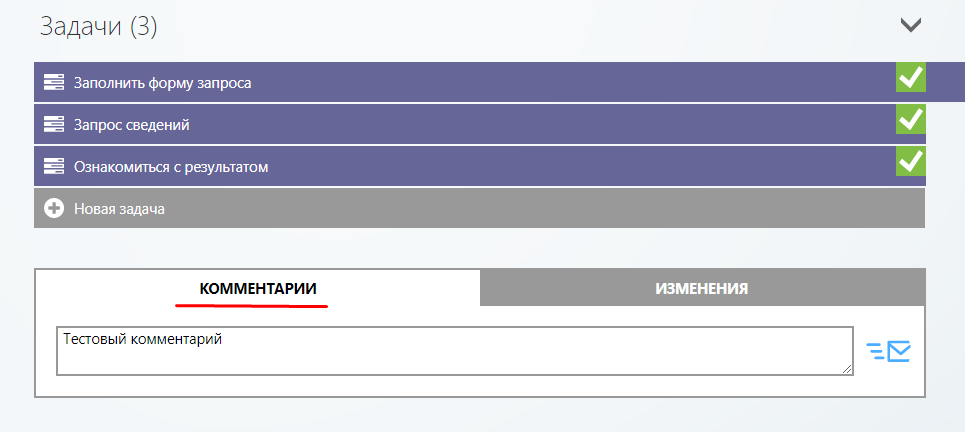 Задачи (3)
Заполнить форму запроса
Запрос сведений
Ознакомиться с результатом
Новая задача
КОММЕНТАРИИ
ИЗМЕНЕНИЯ
Тестовый комментарий